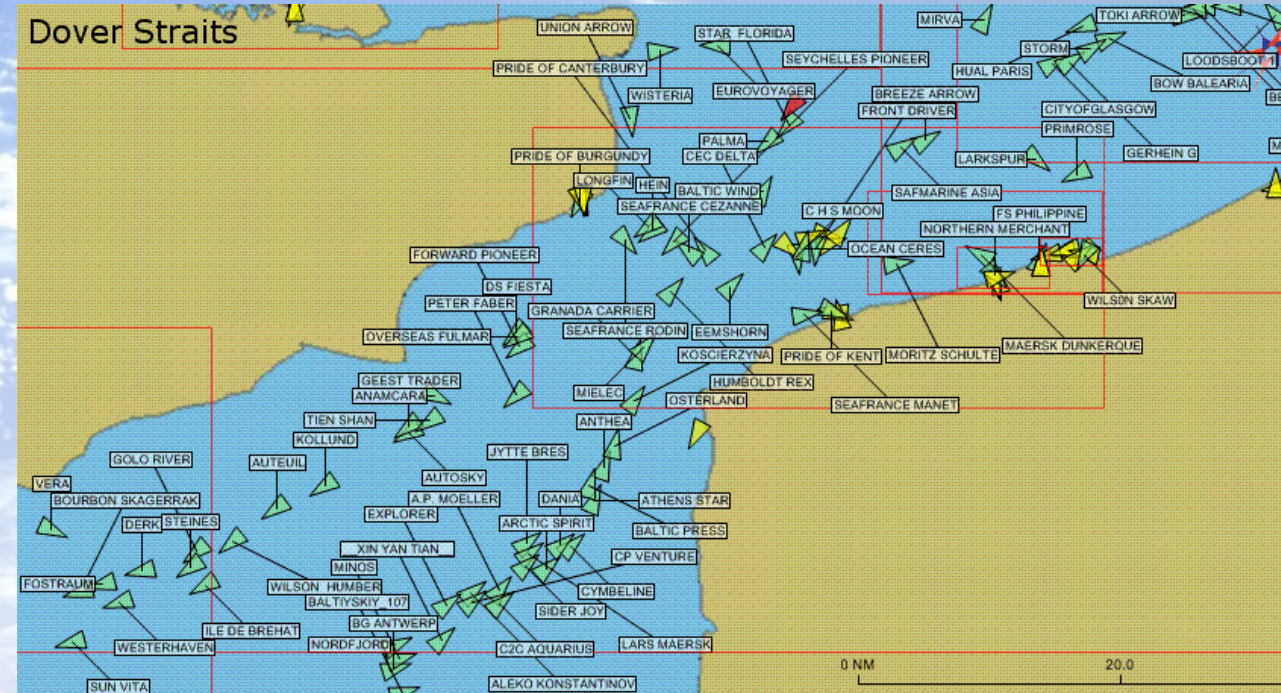 Dover Straits
UNION ARROW
STAR FLORIDA
MIRVA
TOKI ARROW
PRIDE OF CANTERBURY
SEYCHELLES PIONEER
STORM
LOODSBOOT 1
HUAL PARIS
WISTERIA
EUROVOYAGER
BREEZE ARROW
BOW BALEARIA
BE
FRONT DRIVER
CITYOFGLASGOW
PRIMROSE
PALMA
CEC DELTA
PRIDE OF BURGUNDY
LARKSPUR
GERHEIN G
M
LONGFIN
HEIN
BALTIC WIND
SAFMARINE ASIA
SEAFRANCE CEZANNE
C H S MOON
FS PHILIPPINE
NORTHERN MERCHANT
OCEAN CERES
FORWARD PIONEER
DS FIESTA
PETER FABER
GRANADA CARRIER
WILSON SKAW
OVERSEAS FULMAR
SEAFRANCE RODIN
EEMSHORN
KOSCIERZYNA
PRIDE OF KENT
MORITZ SCHULTE
MAERSK DUNKERQUE
GEEST TRADER
ANAMCARA
MIELEC
HUMBOLDT REX
OSTERLAND
SEAFRANCE MANET
TIEN SHAN
ANTHEA
KOLLUND
JYTTE BRES
GOLO RIVER
AUTEUIL
AUTOSKY
VERA
BOURBON SKAGERRAK
A.P. MOELLER
DANIA
ATHENS STAR
EXPLORER
DERK
STEINES
ARCTIC SPIRIT
BALTIC PRESS
XIN YAN TIAN
CP VENTURE
MINOS
FOSTRAUM
WILSON HUMBER
BALTIYSKIY_107
CYMBELINE
SIDER JOY
BG ANTWERP
ILE DE BREHAT
WESTERHAVEN
NORDFJORD
C2C AQUARIUS
LARS MAERSK
0 NM
20.0
SUN VITA
ALEKO KONSTANTINOV